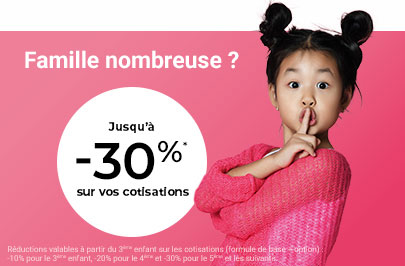 Famille nombreuse ?
Jusqu'à
-30%*
sur vos cotisations
Réductions valables à partir du 3ème enfant sur les cotisations (formule de base + option)
-10% pour le 3ème enfant, -20% pour le 4ème et -30% pour le 5ème et les suivants.